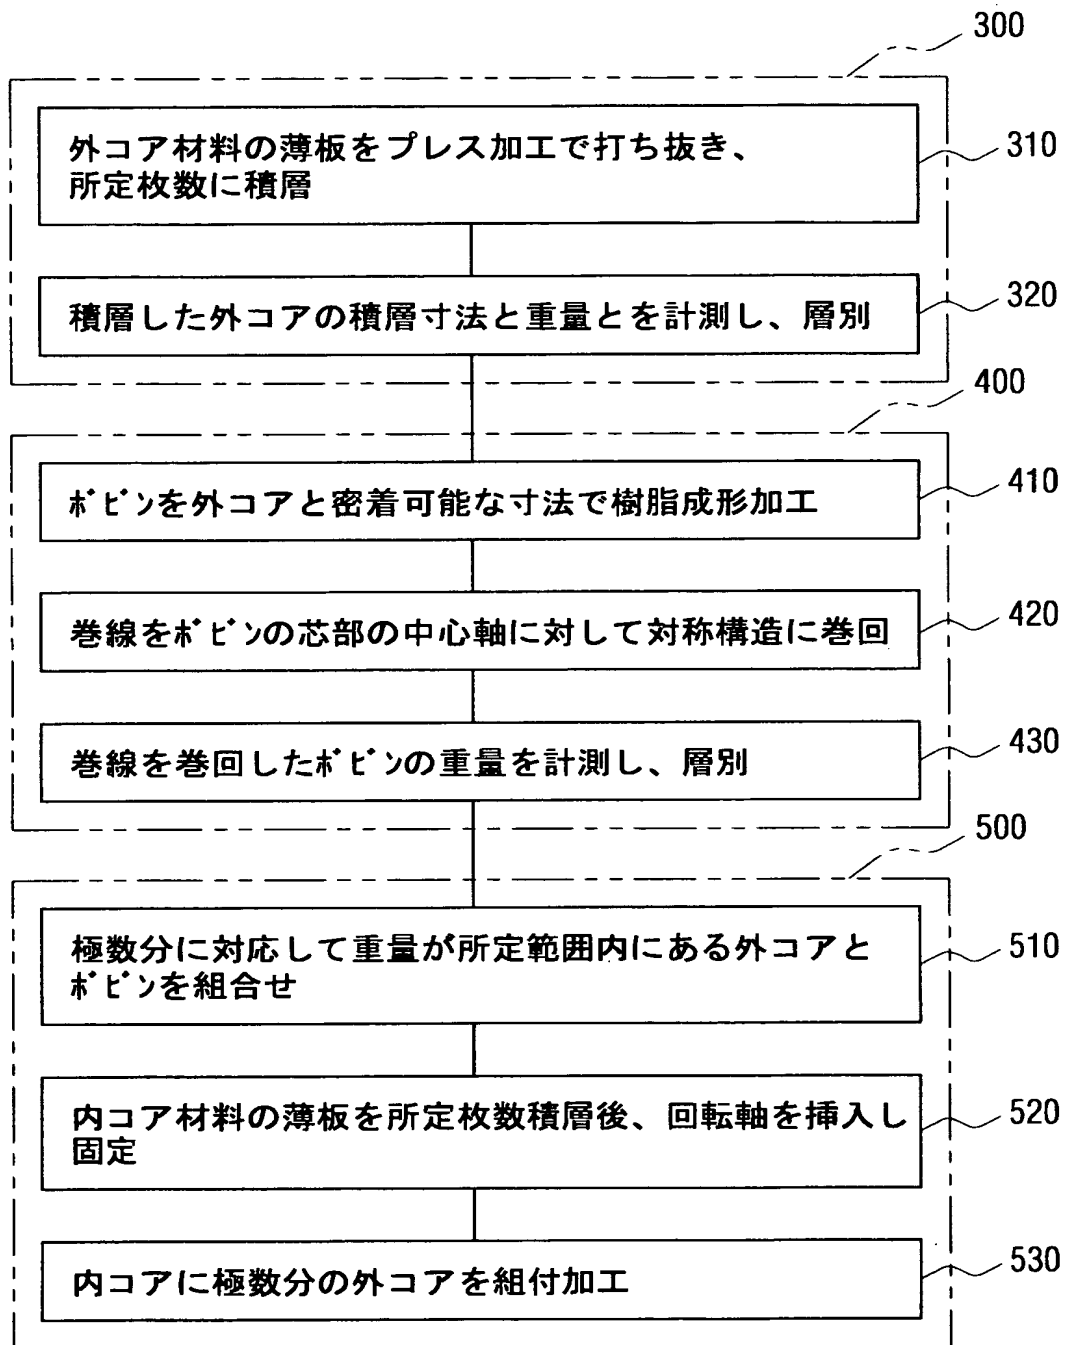 300
外コア材料の薄板をプレス加工で打ち抜き、
所定枚数に積層
310
積層した外コアの積層寸法と重量とを計測し、層別
320
400
ﾎﾞﾋﾞﾝを外コアと密着可能な寸法で樹脂成形加工
410
巻線をﾎﾞﾋﾞﾝの芯部の中心軸に対して対称構造に巻回
420
巻線を巻回したﾎﾞﾋﾞﾝの重量を計測し、層別
430
500
極数分に対応して重量が所定範囲内にある外コアと
ﾎﾞﾋﾞﾝを組合せ
510
内コア材料の薄板を所定枚数積層後、回転軸を挿入し
固定
520
内コアに極数分の外コアを組付加工
530